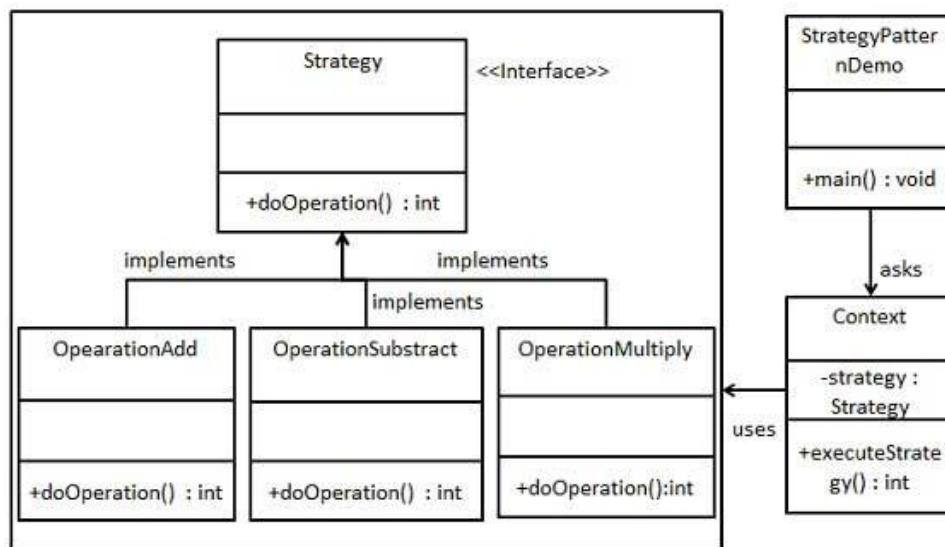 Strategy
<<Interface>>
+doOperation() : int
implements
implements
implements
OpearationAdd
+doOperation() : int
OperationSubstract
+doOperation() : int
OperationMultiply
+doOperation():int
StrategyPatter
nDemo
+main() : void
asks
Context
-strategy :
Strategy
+executeStrate
gy() : int
uses